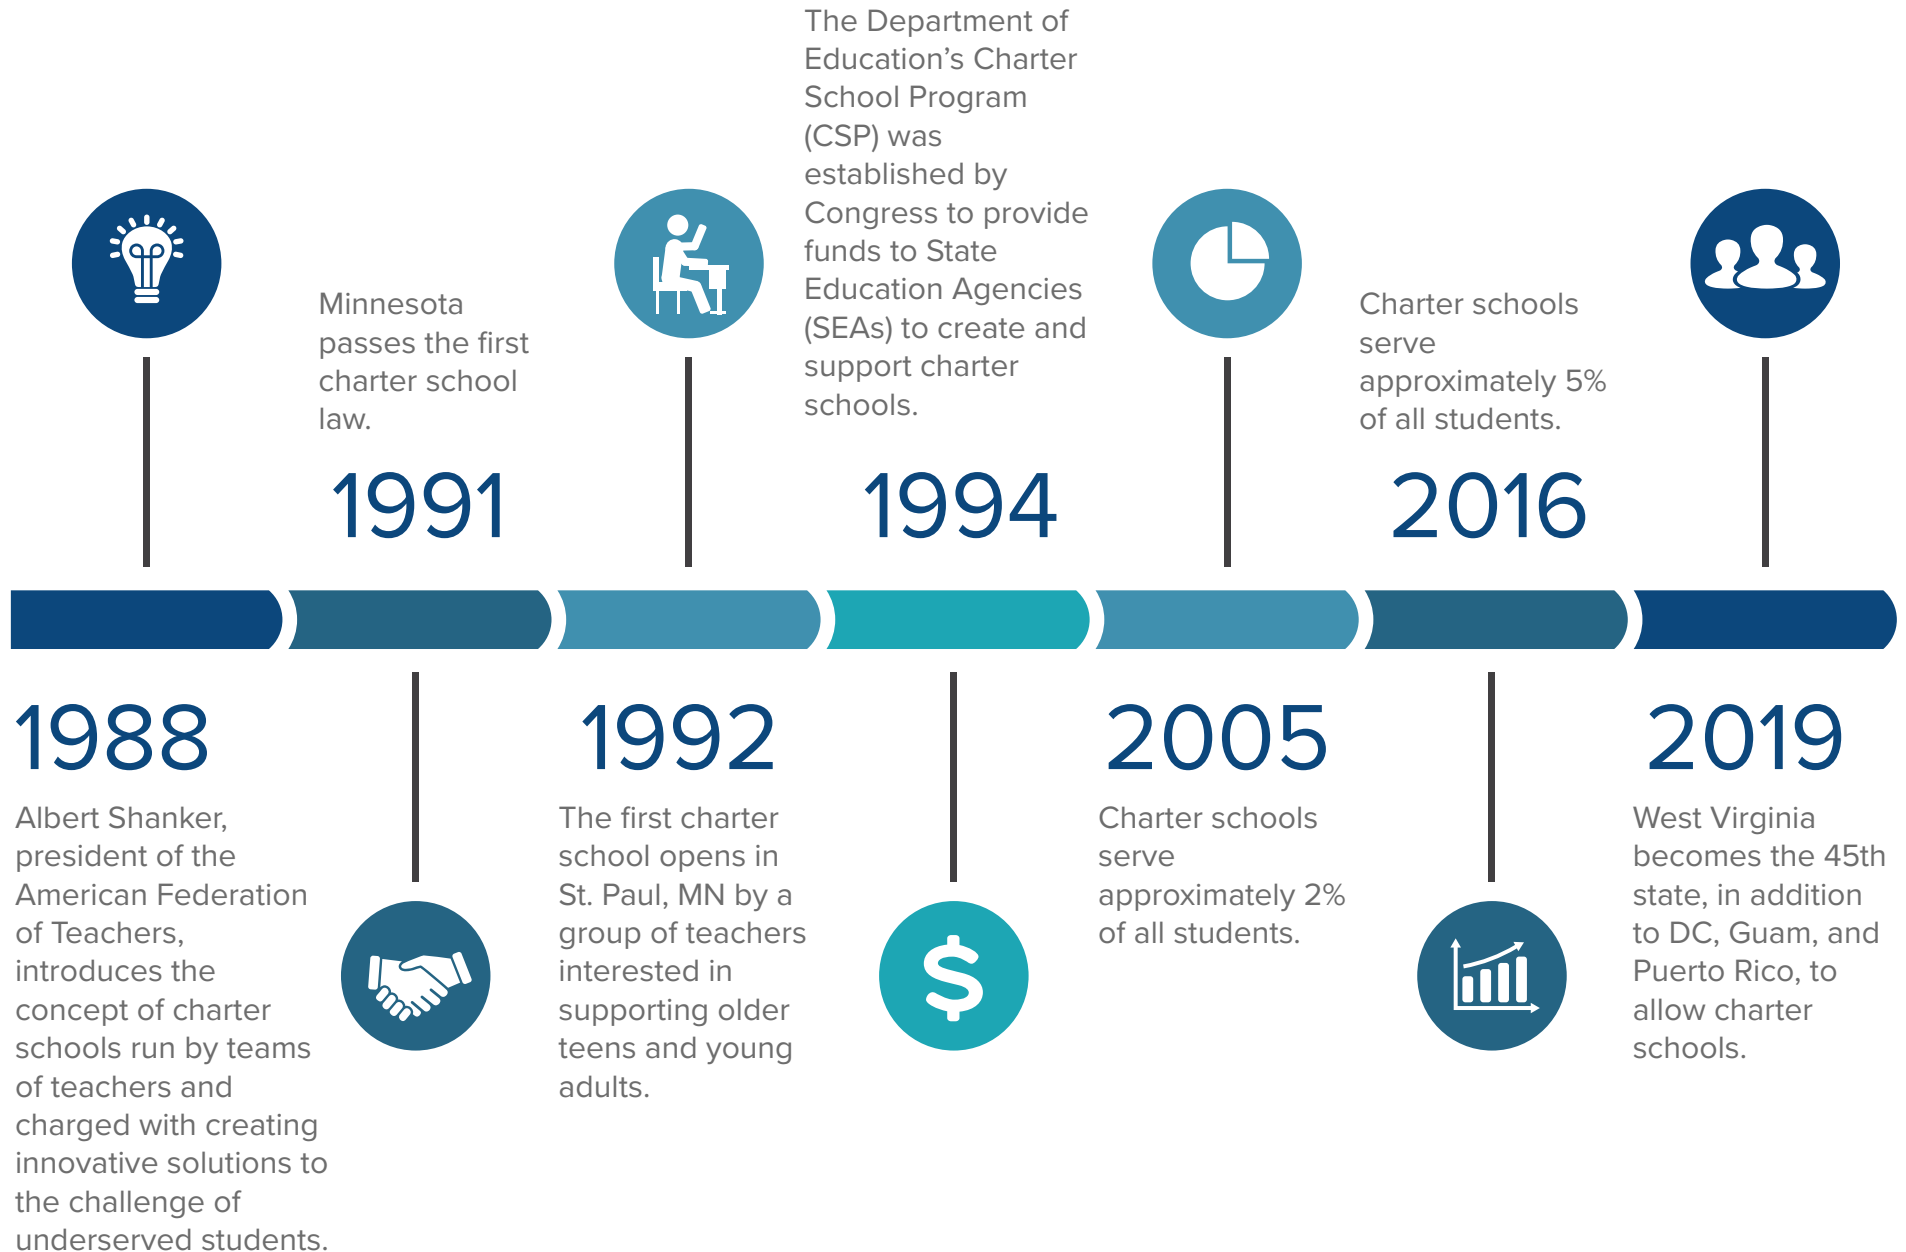 1988
Albert Shanker,
president of the
American Federation
of Teachers,
introduces the
concept of charter
schools run by teams
of teachers and
charged with creating
innovative solutions to
the challenge of
underserved students.
Minnesota
passes the first
charter school
law.
1991
1992
The first charter
school opens in
St. Paul, MN by a
group of teachers
interested in
supporting older
teens and young
adults.
The Department of
Education’s Charter
School Program
(CSP) was
established by
Congress to provide
funds to State
Education Agencies
(SEAs) to create and
support charter
schools.
1994
$
2005
Charter schools
serve
approximately 2%
of all students.
Charter schools
serve
approximately 5%
of all students.
2016
2019
West Virginia
becomes the 45th
state, in addition
to DC, Guam, and
Puerto Rico, to
allow charter
schools.